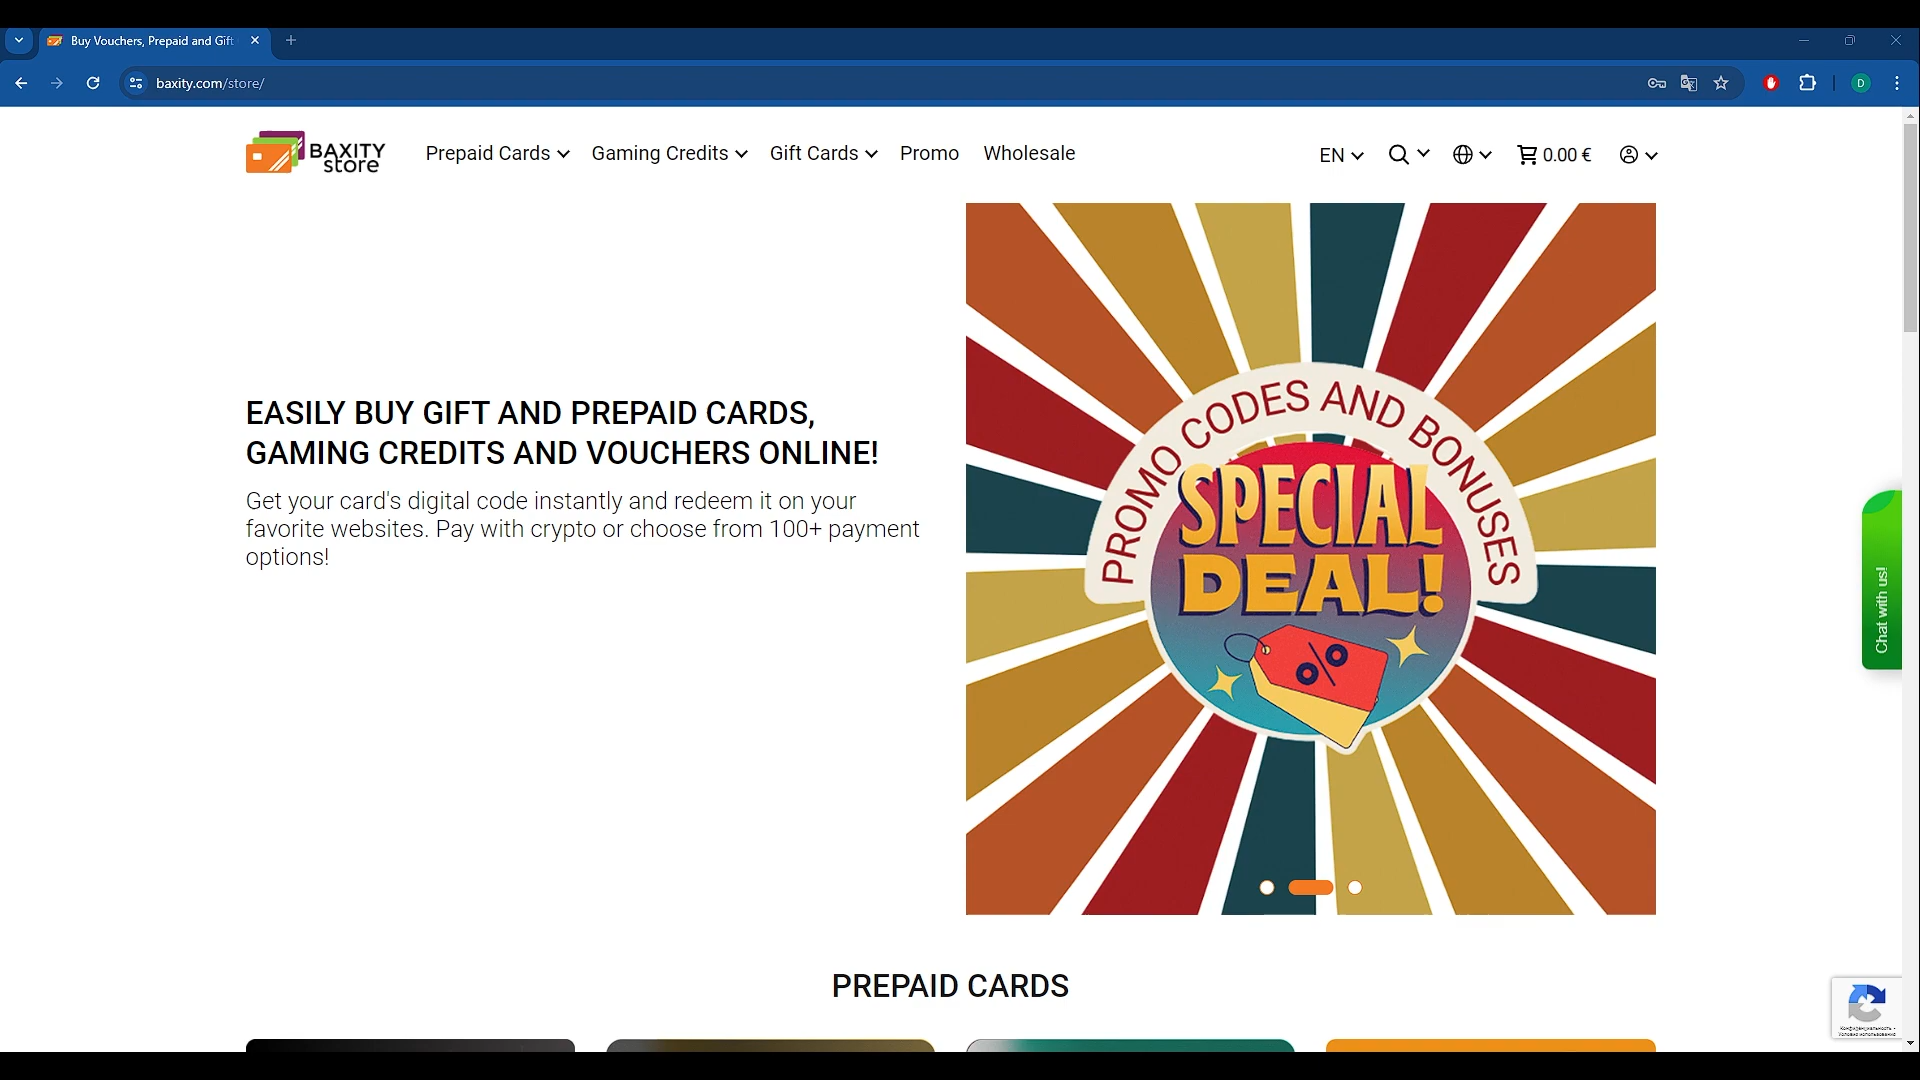 Buy Vouchers, Prepaid and Gift
baxity.com/store/
D
BAXITY
store
Prepaid Cards
Gaming Credits
Gift Cards
Promo
Wholesale
EN
0.00 €
EASILY BUY GIFT AND PREPAID CARDS,
GAMING CREDITS AND VOUCHERS ONLINE!
Get your card's digital code instantly and redeem it on your
favorite websites. Pay with crypto or choose from 100+ payment
options!
PROMO CODES AND BONUSES
SPECIAL
DEAL!
%
Chat with us!
PREPAID CARDS
Конфиденциальность -
Условия использования